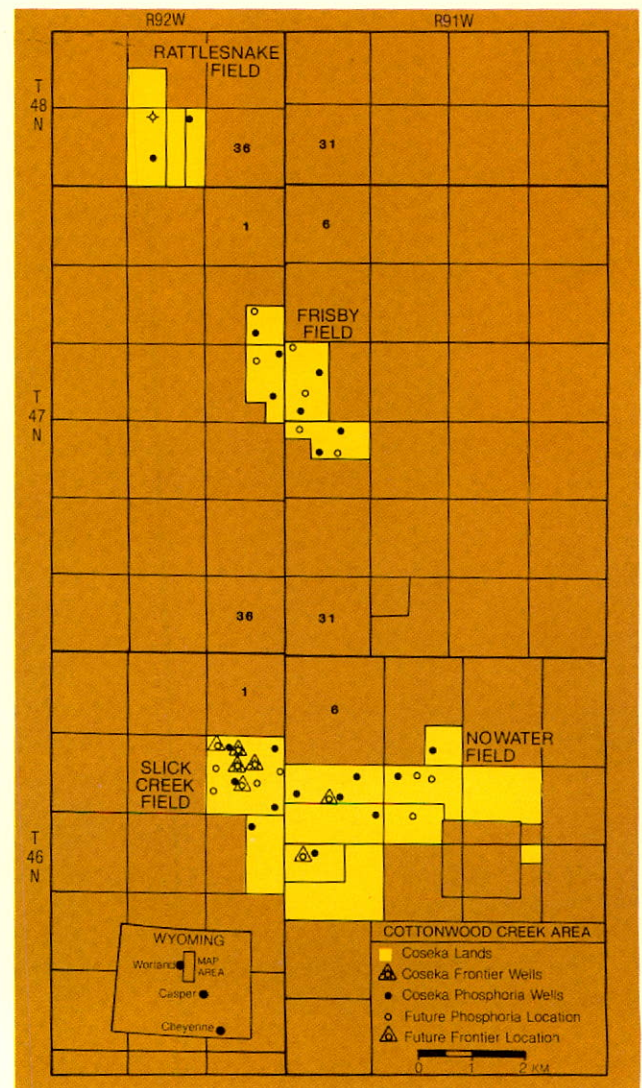 R92W
R91W
RATTLESNAKE
FIELD
T
48
N
36
31
1
6
FRISBY
FIELD
T
47
N
36
31
1
6
NOWATER
FIELD
SLICK
CREEK
FIELD
T
46
N
WYOMING
Worland
MAP
AREA
Casper
Cheyenne
COTTONWOOD CREEK AREA
Coseka Lands
Coseka Frontier Wells
Coseka Phosphoria Wells
Future Phosphoria Location
Future Frontier Location
0 1 2 KM